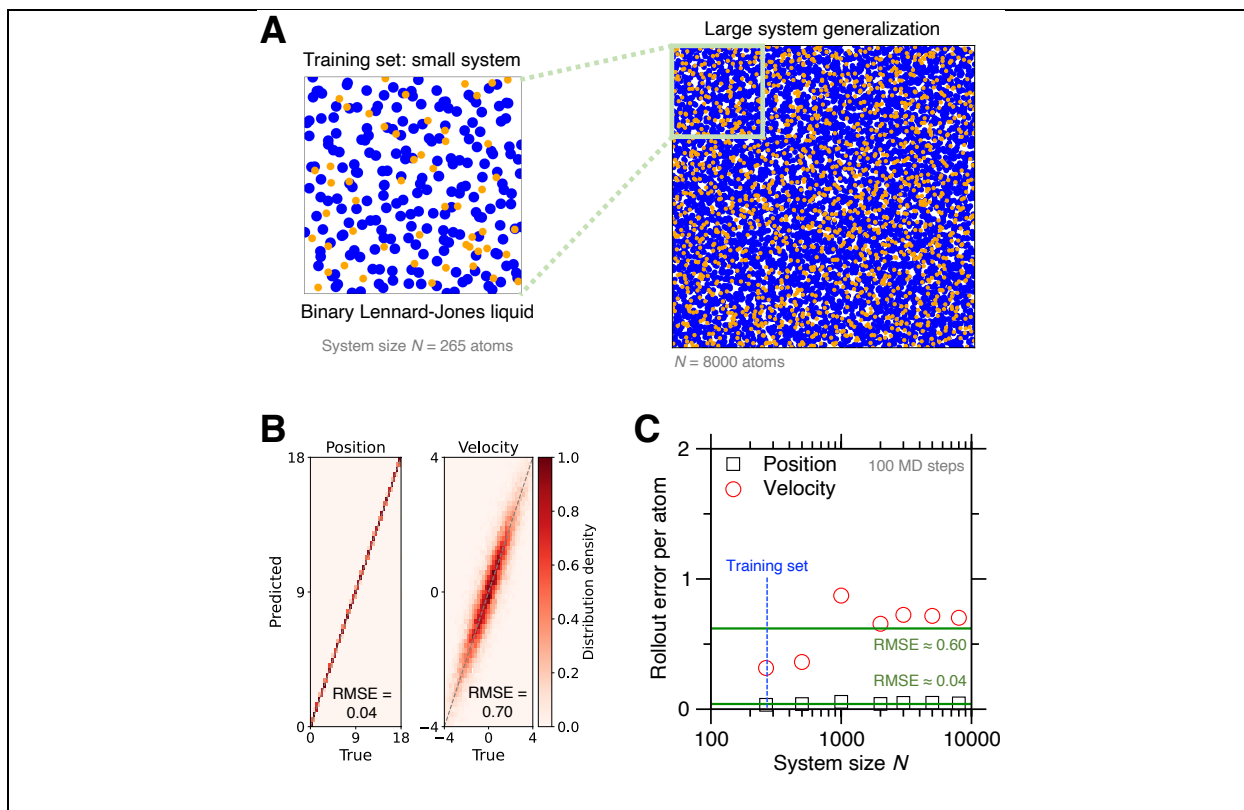 A
Training set: small system
Large system generalization
Binary Lennard-Jones liquid
System size N = 265 atoms
N = 8000 atoms
B
Position
Velocity
18
9
0
Predicted
RMSE =
0.04
0 9 18
True
4
0
−4
RMSE =
0.70
−4 0 4
True
1.0
0.8
0.6
0.4
0.2
0.0
Distribution density
C
2
1
0
Rollout error per atom
Position
Velocity
100 MD steps
Training set
RMSE ≈ 0.60
RMSE ≈ 0.04
100 1000 10000
System size N